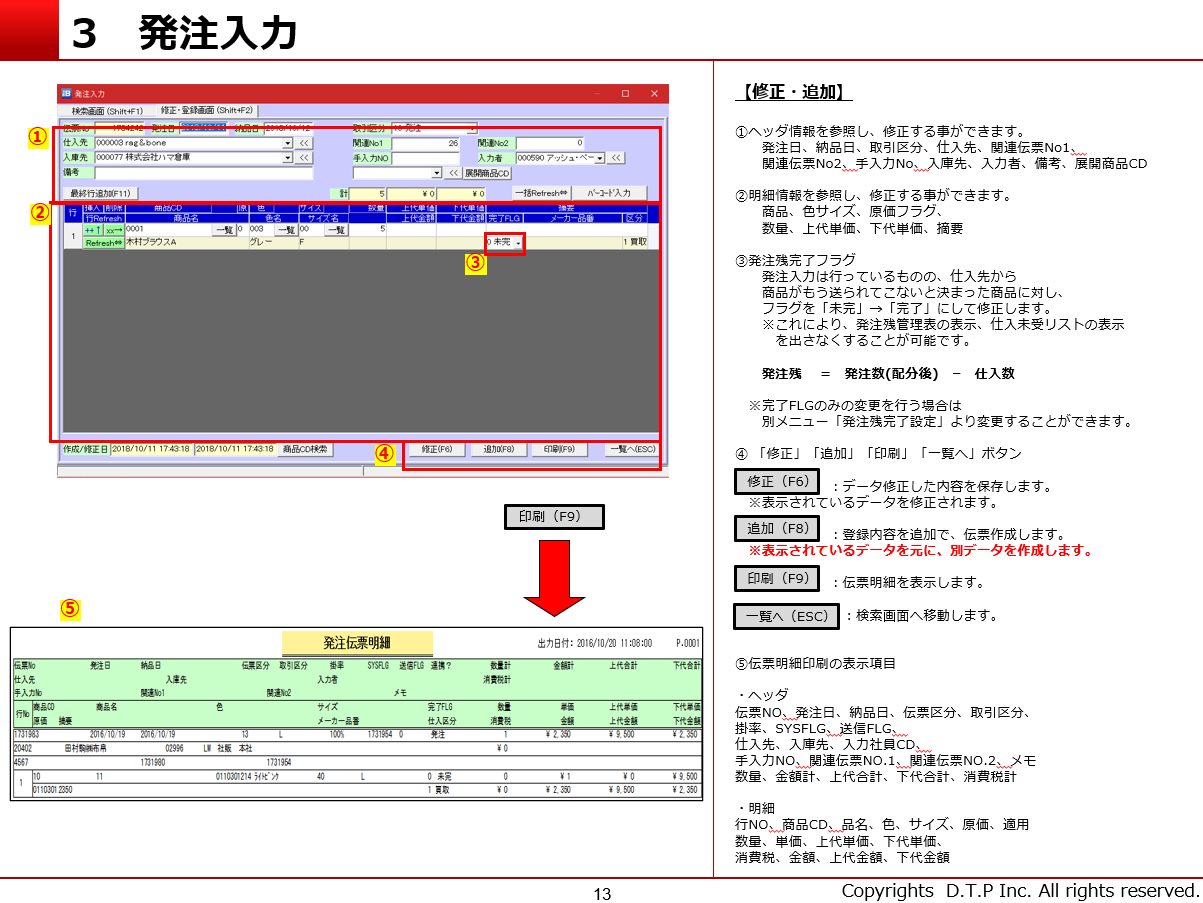 3　発注入力
発注入力
検索画面 (Shift+F1)　修正・登録画面 (Shift+F2)
①
伝票No 1734242 発注日 納品日 2018/10/12 取引区分 10 発注
仕入先 000003 rag＆bone << 関連No1 26 関連No2 0
入庫先 000077 株式会社ハマ倉庫 << 手入力NO 入力者 000590 アッシュ・ペー <<
備考 << 展開商品CD
最終行追加(F11) 計 5 ¥0 ¥0 一括Refresh⇔ ﾊﾞｰｺｰﾄﾞ入力
②
行 挿入 削除 商品CD 原 色 サイズ 数量 上代単価 下代単価 摘要
行Refresh 商品名 色名 サイズ名 上代金額 下代金額 完了FLG メーカー品番 区分
1 ++↑ xx→ 0001 一覧 0 003 一覧 00 一覧 5
Refresh⇔ 木村ブラウスA グレー F 0 未完 1 買取
③
作成/修正日 2018/10/11 17:43:18 2018/10/11 17:43:18 商品CD検索 ④ 修正(F6) 追加(F8) 印刷(F9) 一覧へ(ESC)
印刷（F9）
⑤
発注伝票明細 出力日付: 2016/10/20 11:08:00 P.0001
伝票No 発注日 納品日 伝票区分 取引区分 掛率 SYSFLG 送信FLG 連携？ 数量計 金額計 上代合計 下代合計
仕入先 入庫先 入力者 消費税計
手入力No 関連No1 関連No2 メモ
行No 商品CD 商品名 色 サイズ 完了FLG 数量 単価 上代単価 下代単価
原価 摘要 メーカー品番 仕入区分 消費税 金額 上代金額 下代金額
1731983 2016/10/19 2016/10/19 13 L 100% 1731954 0 発注 1 ¥2,350 ¥9,500 ¥2,350
20402 田村駒㈱布帛 02996 LW 社販 本社 ¥0
4567 1731980 1731954
1 10 11 0110301214 ﾗｲﾄﾋﾟﾝｸ 40 L 0 未完 0 ¥1 ¥0 ¥9,500
01103012350 1 買取 ¥0 ¥2,350 ¥9,500 ¥2,350
【修正・追加】
①ヘッダ情報を参照し、修正する事ができます。
発注日、納品日、取引区分、仕入先、関連伝票No1、
関連伝票No2、手入力No、入庫先、入力者、備考、展開商品CD
②明細情報を参照し、修正する事ができます。
商品、色サイズ、原価フラグ、
数量、上代単価、下代単価、摘要
③発注残完了フラグ
発注入力は行っているものの、仕入先から
商品がもう送られてこないと決まった商品に対し、
フラグを「未完」→「完了」にして修正します。
※これにより、発注残管理表の表示、仕入未受リストの表示
を出さなくすることが可能です。
発注残　＝　発注数(配分後)　－　仕入数
※完了FLGのみの変更を行う場合は
別メニュー「発注残完了設定」より変更することができます。
④ 「修正」「追加」「印刷」「一覧へ」ボタン
修正（F6）：データ修正した内容を保存します。
※表示されているデータを修正されます。
追加（F8）：登録内容を追加で、伝票作成します。
※表示されているデータを元に、別データを作成します。
印刷（F9）：伝票明細を表示します。
一覧へ（ESC）：検索画面へ移動します。
⑤伝票明細印刷の表示項目
・ヘッダ
伝票NO、発注日、納品日、伝票区分、取引区分、
掛率、SYSFLG、送信FLG、
仕入先、入庫先、入力社員CD、
手入力NO、関連伝票NO.1、関連伝票NO.2、メモ
数量、金額計、上代合計、下代合計、消費税計
・明細
行NO、商品CD、品名、色、サイズ、原価、適用
数量、単価、上代単価、下代単価、
消費税、金額、上代金額、下代金額
13
Copyrights D.T.P Inc. All rights reserved.